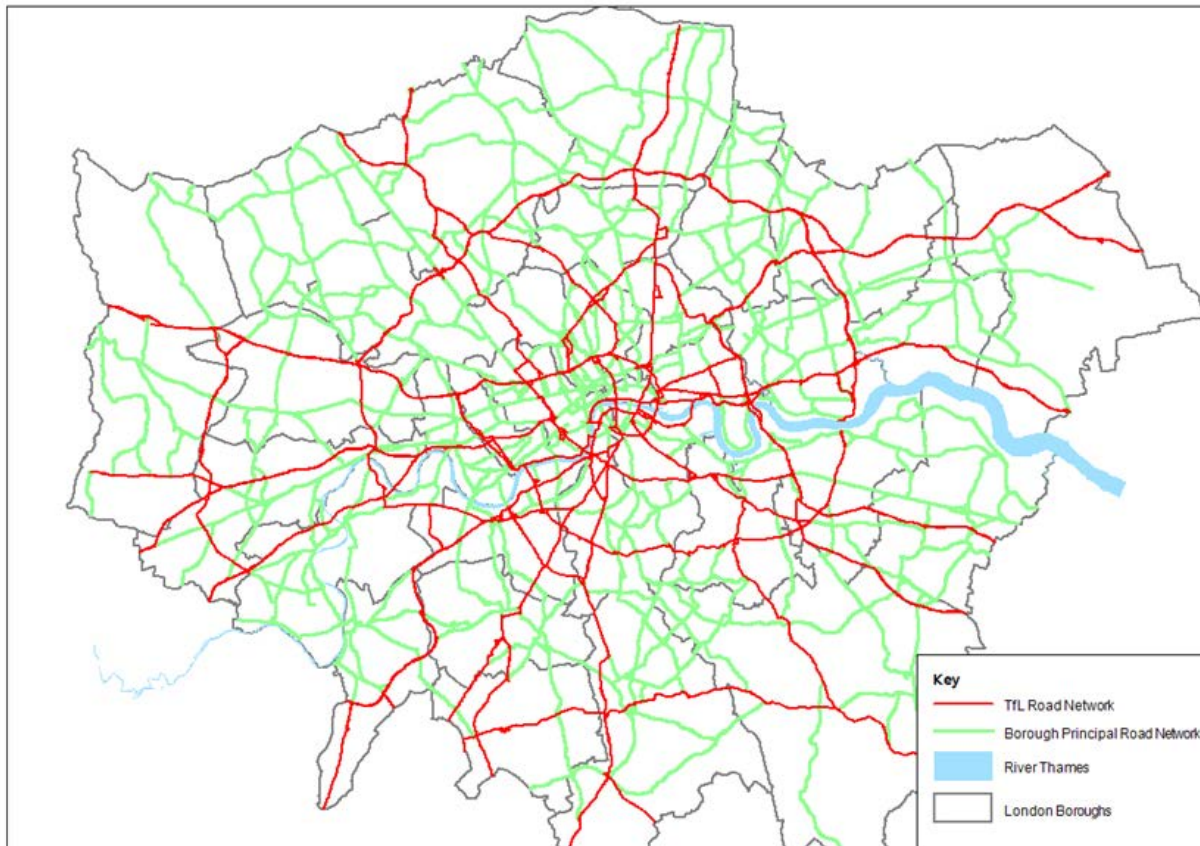 Key
TfL Road Network
Borough Principal Road Network
River Thames
London Boroughs